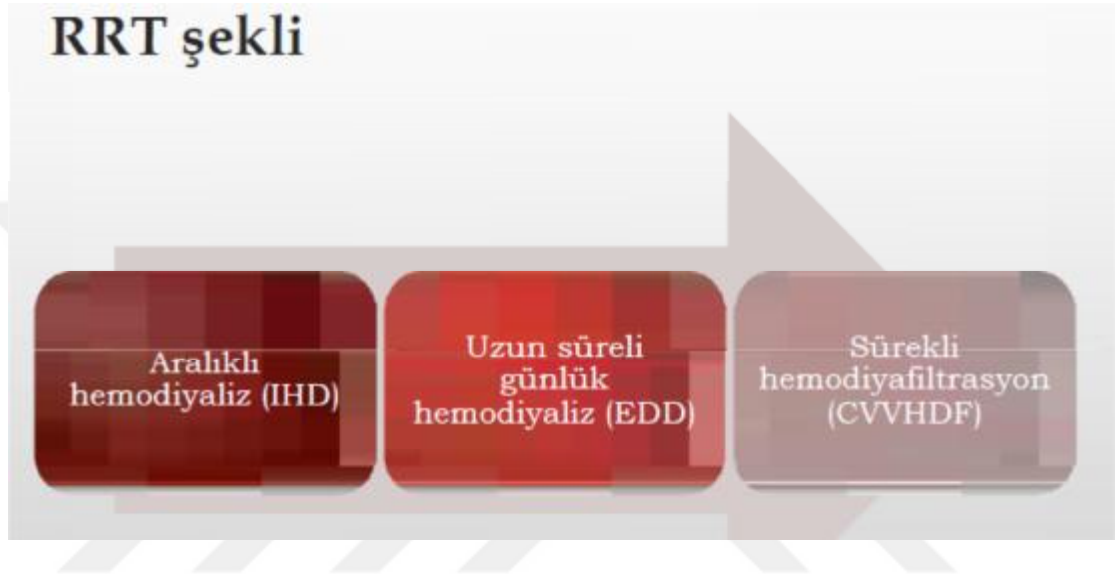 RRT şekli
Aralıklı
hemodiyaliz (IHD)
Uzun süreli
günlük
hemodiyaliz (EDD)
Sürekli
hemodiyafiltrasyon
(CVVHDF)